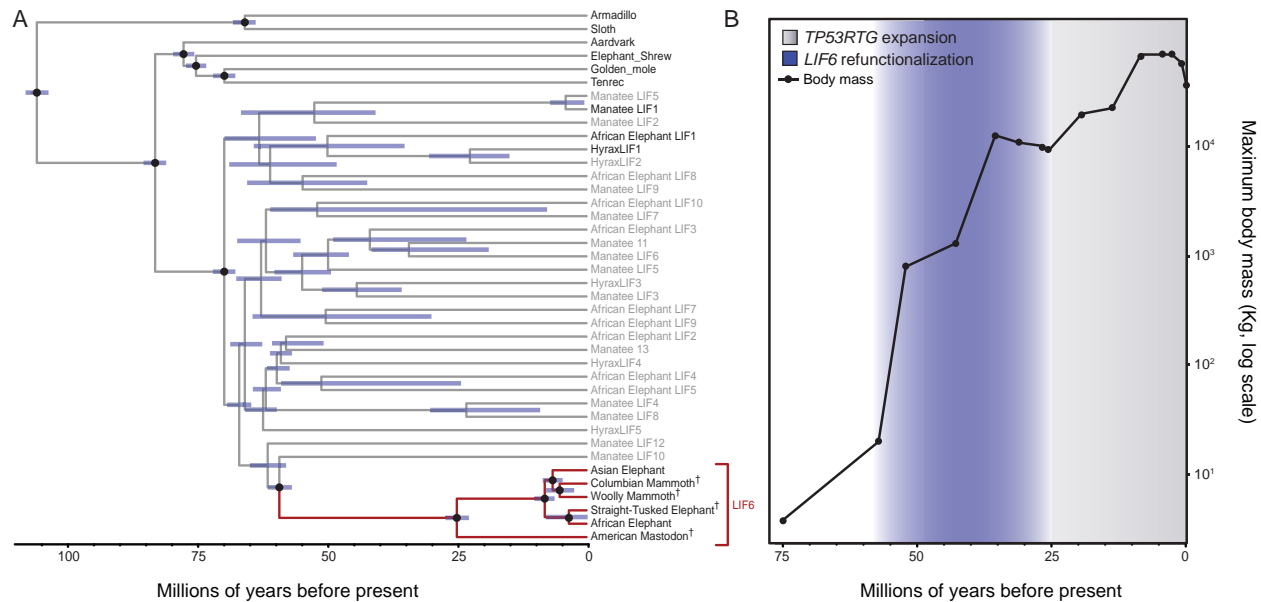 A
Armadillo
Sloth
Aardvark
Elephant_Shrew
Golden_mole
Tenrec
Manatee LIF5
Manatee LIF1
Manatee LIF2
African Elephant LIF1
HyraxLIF1
HyraxLIF2
African Elephant LIF8
Manatee LIF9
African Elephant LIF10
Manatee LIF7
African Elephant LIF3
Manatee 11
Manatee LIF6
Manatee LIF5
HyraxLIF3
Manatee LIF3
African Elephant LIF7
African Elephant LIF9
African Elephant LIF2
Manatee 13
HyraxLIF4
African Elephant LIF4
African Elephant LIF5
Manatee LIF4
Manatee LIF8
HyraxLIF5
Manatee LIF12
Manatee LIF10
Asian Elephant
Columbian Mammoth†
Woolly Mammoth†
Straight-Tusked Elephant†
African Elephant
American Mastodon†
LIF6
100 75 50 25 0
Millions of years before present
B
TP53RTG expansion
LIF6 refunctionalization
Body mass
10⁴
10³
10²
10¹
Maximum body mass (Kg, log scale)
75 50 25 0
Millions of years before present